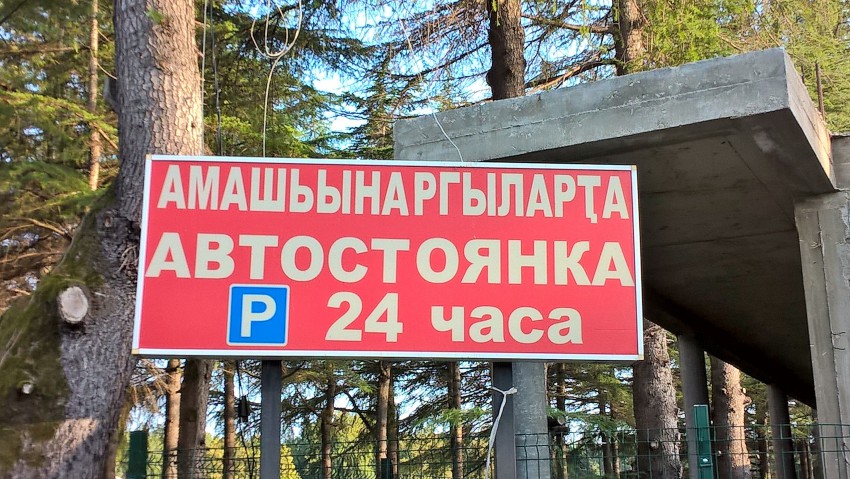 АМАШЬЫНАРГЫЛАРҬА
АВТОСТОЯНКА
P 24 часа